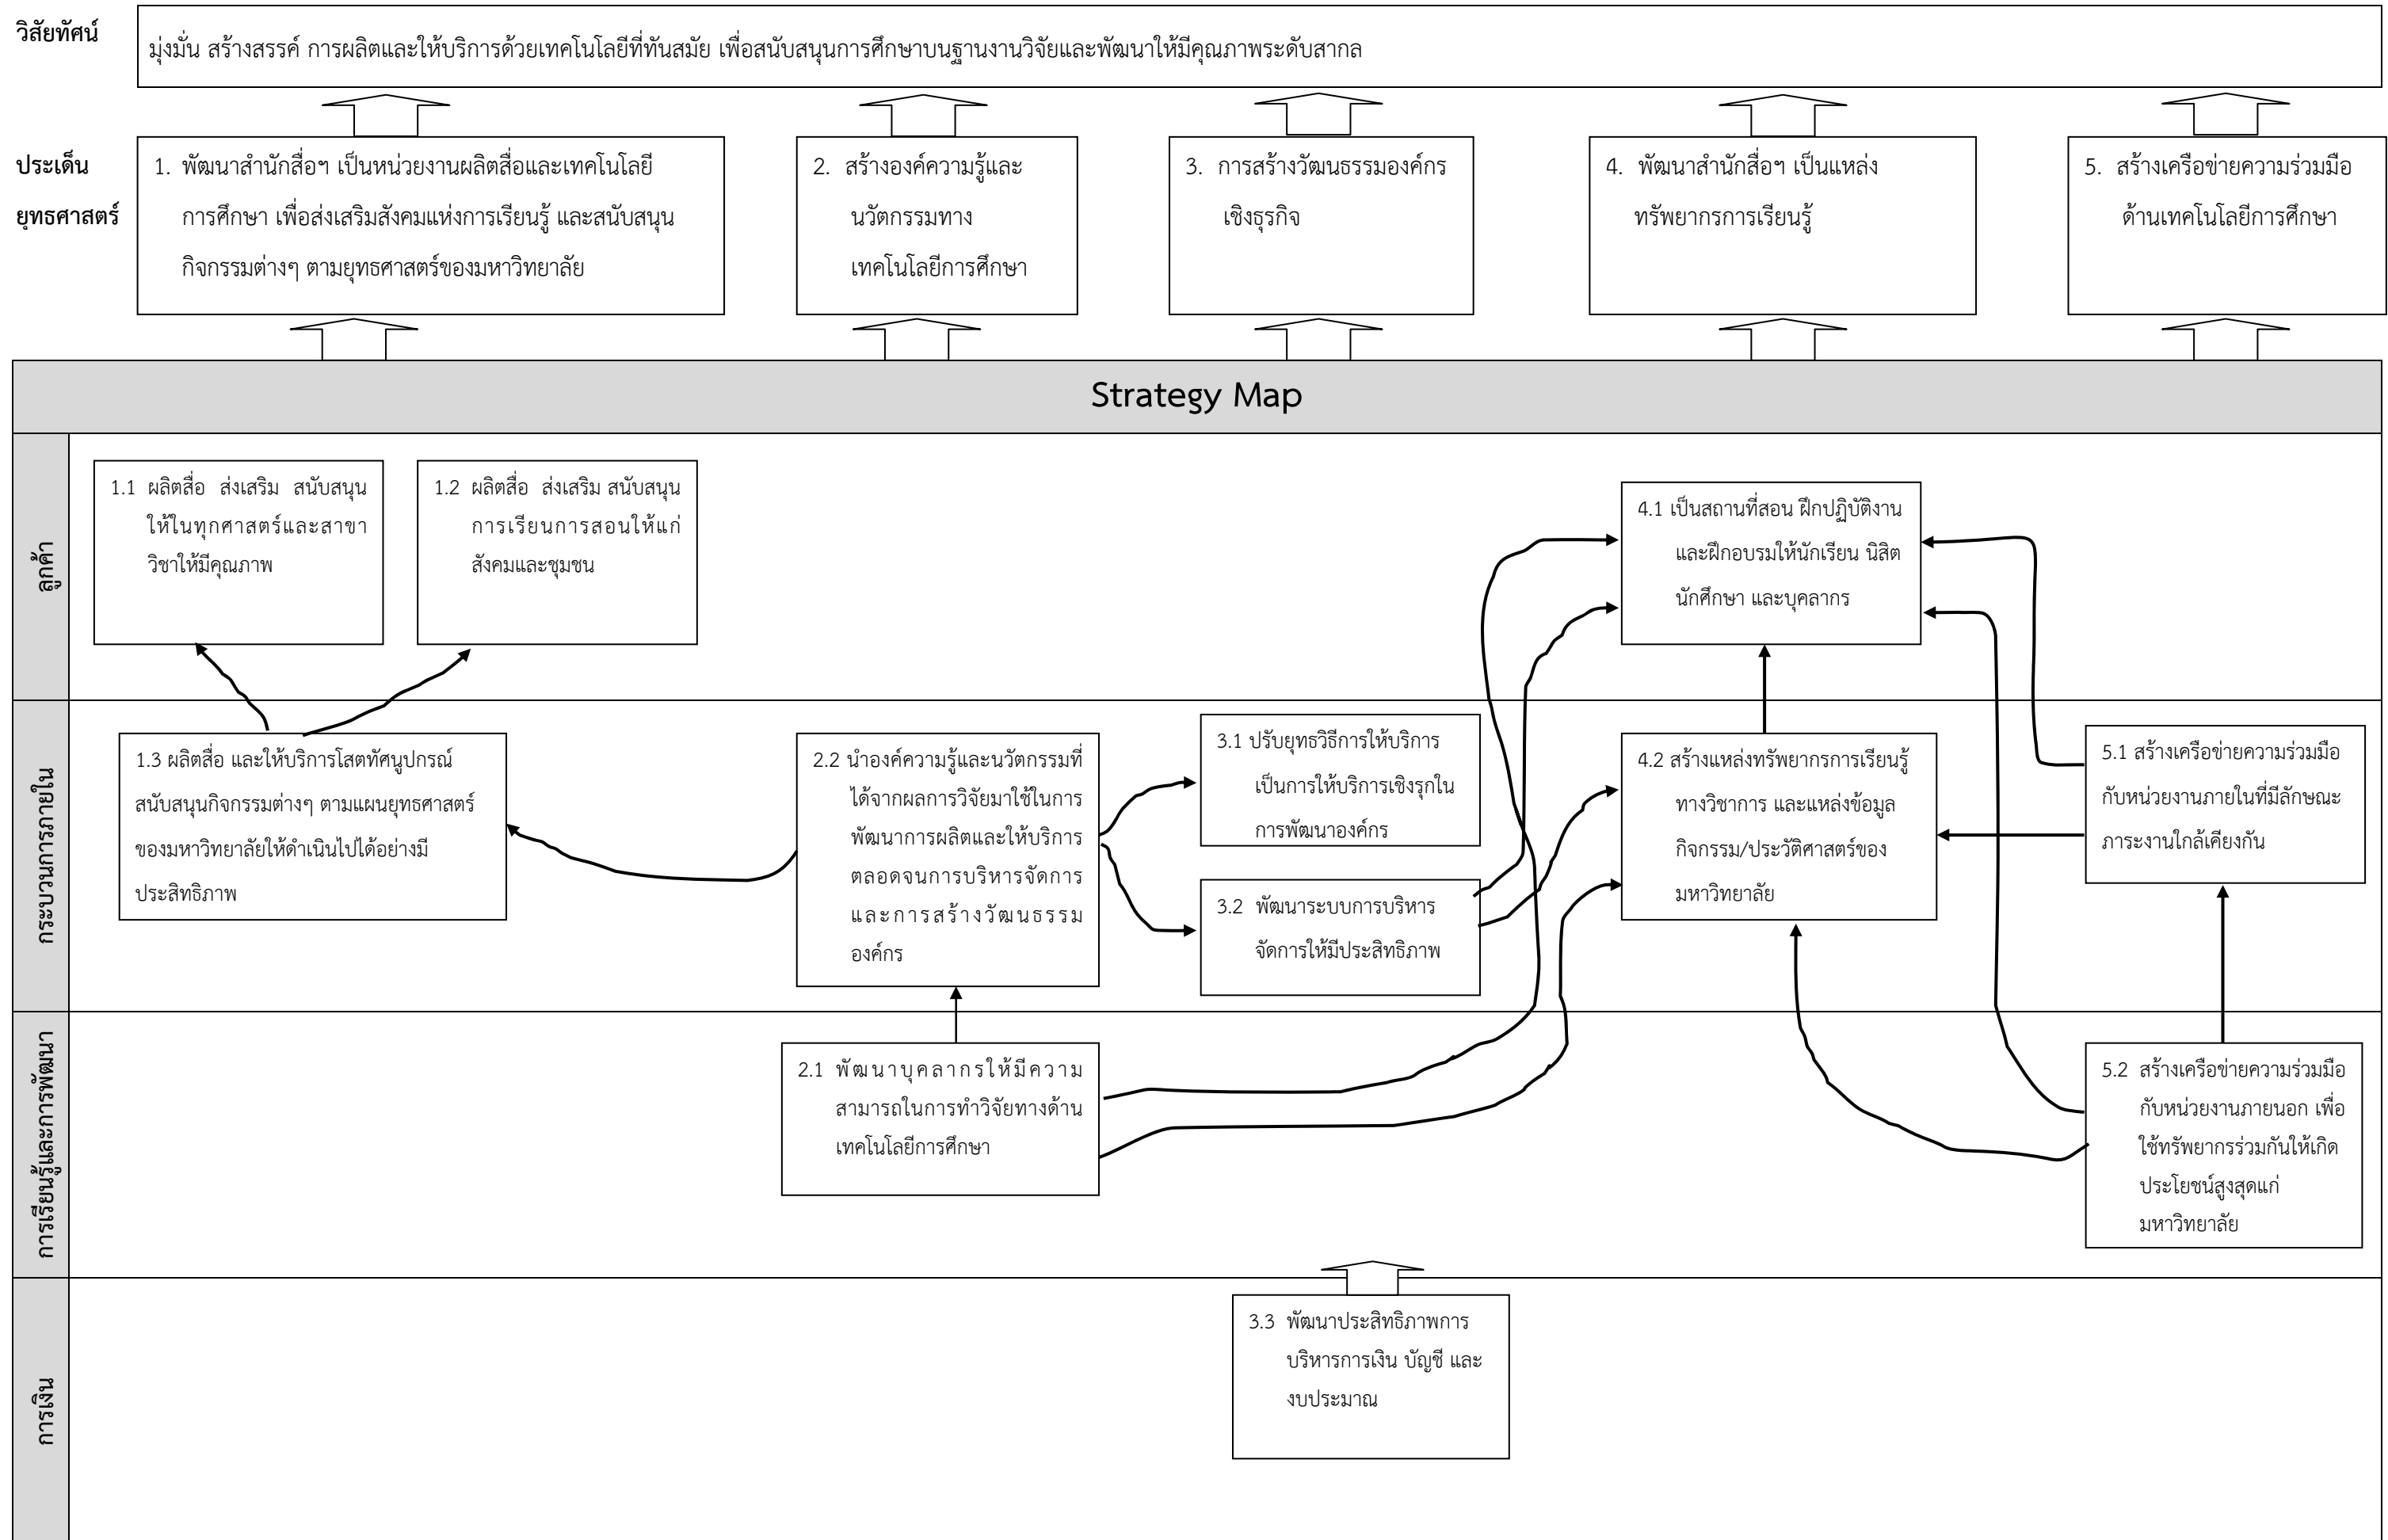 วิสัยทัศน์
มุ่งมั่น สร้างสรรค์ การผลิตและให้บริการด้วยเทคโนโลยีที่ทันสมัย เพื่อสนับสนุนการศึกษาบนฐานงานวิจัยและพัฒนาให้มีคุณภาพระดับสากล
ประเด็น
ยุทธศาสตร์
1. พัฒนาสำนักสื่อฯ เป็นหน่วยงานผลิตสื่อและเทคโนโลยี
การศึกษา เพื่อส่งเสริมสังคมแห่งการเรียนรู้ และสนับสนุน
กิจกรรมต่างๆ ตามยุทธศาสตร์ของมหาวิทยาลัย
2. สร้างองค์ความรู้และ
นวัตกรรมทาง
เทคโนโลยีการศึกษา
3. การสร้างวัฒนธรรมองค์กร
เชิงธุรกิจ
4. พัฒนาสำนักสื่อฯ เป็นแหล่ง
ทรัพยากรการเรียนรู้
5. สร้างเครือข่ายความร่วมมือ
ด้านเทคโนโลยีการศึกษา
Strategy Map
ลูกค้า
1.1 ผลิตสื่อ ส่งเสริม สนับสนุน
ให้ในทุกศาสตร์และสาขา
วิชาให้มีคุณภาพ
1.2 ผลิตสื่อ ส่งเสริม สนับสนุน
การเรียนการสอนให้แก่
สังคมและชุมชน
4.1 เป็นสถานที่สอน ฝึกปฏิบัติงาน
และฝึกอบรมให้นักเรียน นิสิต
นักศึกษา และบุคลากร
กระบวนการภายใน
1.3 ผลิตสื่อ และให้บริการโสตทัศนูปกรณ์
สนับสนุนกิจกรรมต่างๆ ตามแผนยุทธศาสตร์
ของมหาวิทยาลัยให้ดำเนินไปได้อย่างมี
ประสิทธิภาพ
2.2 นำองค์ความรู้และนวัตกรรมที่
ได้จากผลการวิจัยมาใช้ในการ
พัฒนาการผลิตและให้บริการ
ตลอดจนการบริหารจัดการ
และการสร้างวัฒนธรรม
องค์กร
3.1 ปรับยุทธวิธีการให้บริการ
เป็นการให้บริการเชิงรุกใน
การพัฒนาองค์กร
3.2 พัฒนาระบบการบริหาร
จัดการให้มีประสิทธิภาพ
4.2 สร้างแหล่งทรัพยากรการเรียนรู้
ทางวิชาการ และแหล่งข้อมูล
กิจกรรม/ประวัติศาสตร์ของ
มหาวิทยาลัย
5.1 สร้างเครือข่ายความร่วมมือ
กับหน่วยงานภายในที่มีลักษณะ
ภาระงานใกล้เคียงกัน
การเรียนรู้และการพัฒนา
2.1 พัฒนาบุคลากรให้มีความ
สามารถในการทำวิจัยทางด้าน
เทคโนโลยีการศึกษา
5.2 สร้างเครือข่ายความร่วมมือ
กับหน่วยงานภายนอก เพื่อ
ใช้ทรัพยากรร่วมกันให้เกิด
ประโยชน์สูงสุดแก่
มหาวิทยาลัย
การเงิน
3.3 พัฒนาประสิทธิภาพการ
บริหารการเงิน บัญชี และ
งบประมาณ